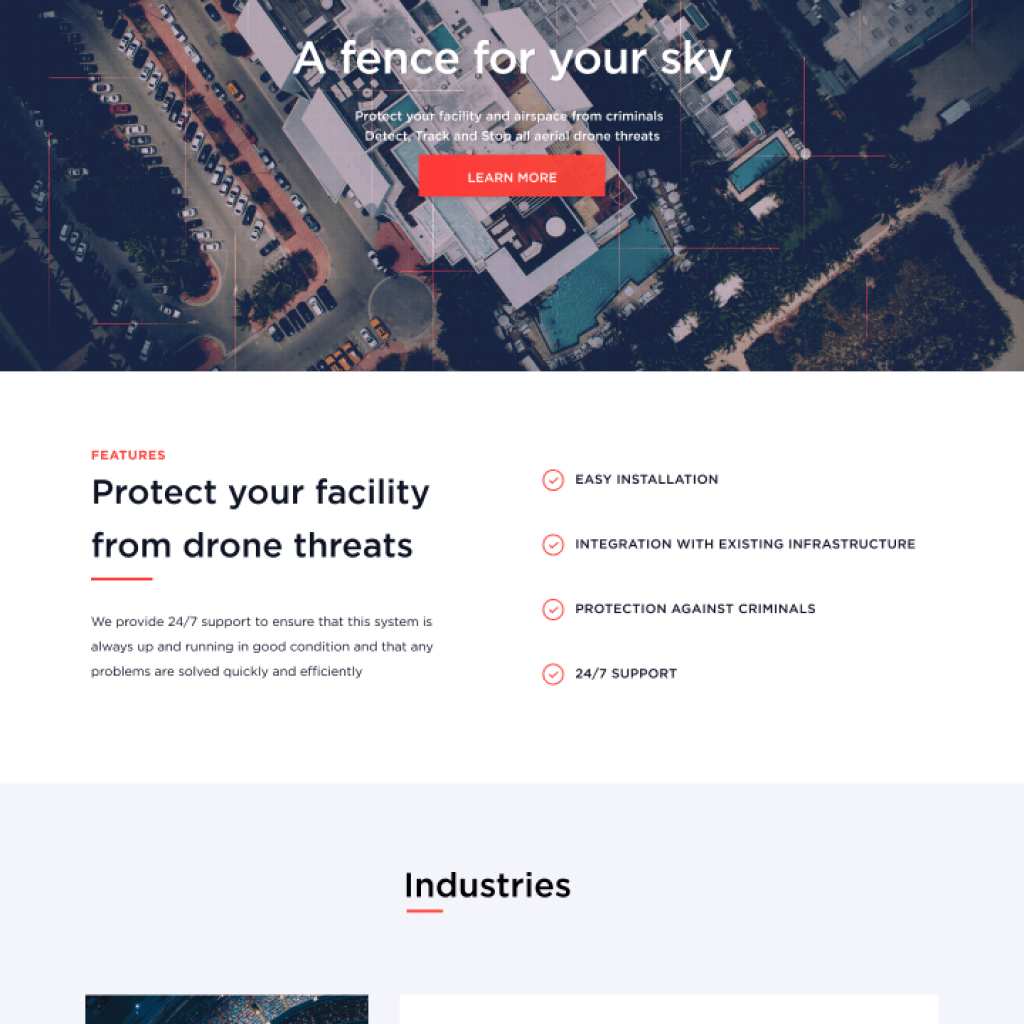 A fence for your sky
Protect your facility and airspace from criminals
Detect, Track and Stop all aerial drone threats
LEARN MORE
FEATURES
Protect your facility
from drone threats
We provide 24/7 support to ensure that this system is
always up and running in good condition and that any
problems are solved quickly and efficiently
EASY INSTALLATION
INTEGRATION WITH EXISTING INFRASTRUCTURE
PROTECTION AGAINST CRIMINALS
24/7 SUPPORT
Industries